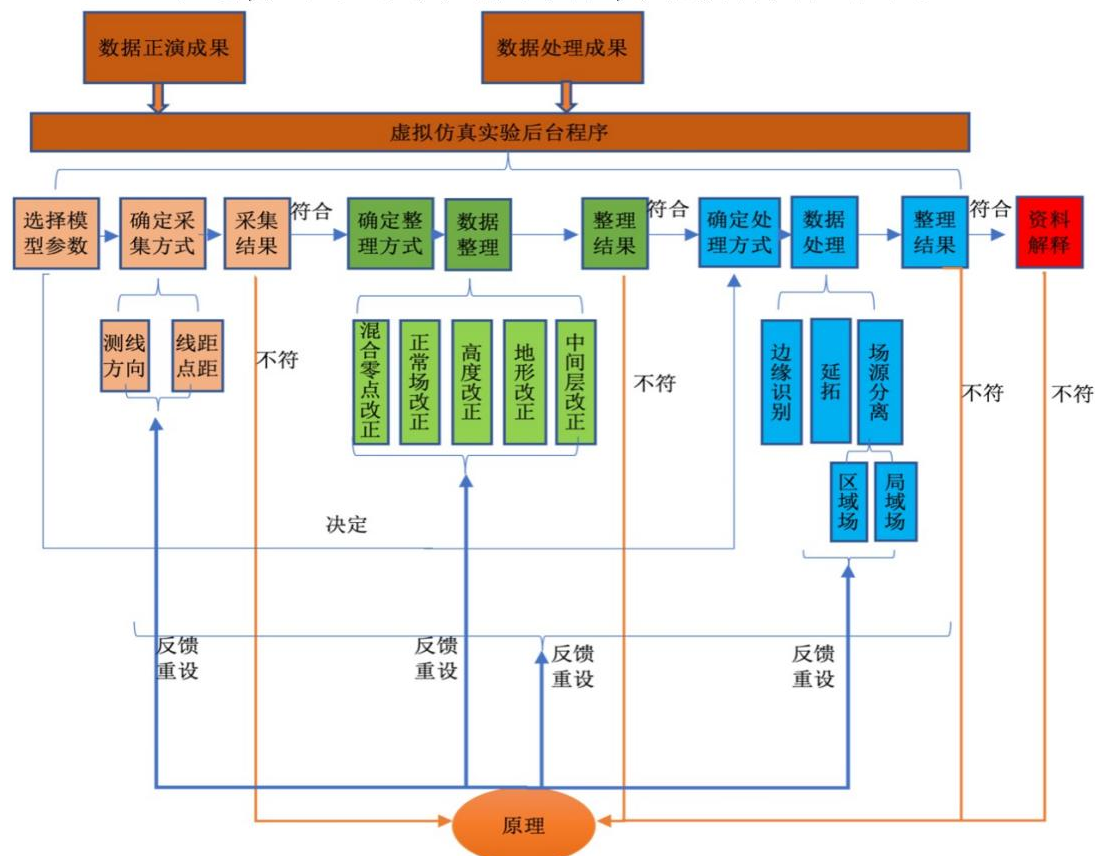 数据正演成果
数据处理成果
虚拟仿真实验后台程序
选择模
型参数
确定采
集方式
采集
结果
符合
确定整
理方式
数据
整理
整理
结果
符合
确定处
理方式
数据
处理
整理
结果
符合
资料
解释
测线
方向
线距
点距
不符
混合零点改正
正常场改正
高度改正
地形改正
中间层改正
不符
边缘识别
延拓
场源分离
不符
不符
区域场
局域场
决定
反馈
重设
反馈
重设
反馈
重设
反馈
重设
原理